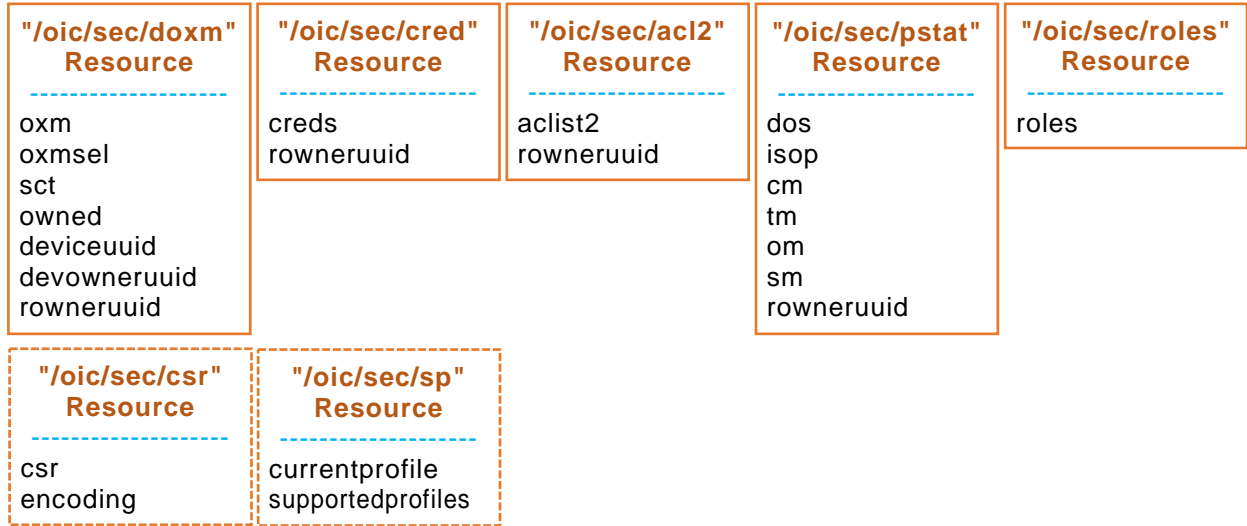 "/oic/sec/doxm"
Resource
oxm
oxmsel
sct
owned
deviceuuid
devowneruuid
rowneruuid
"/oic/sec/cred"
Resource
creds
rowneruuid
"/oic/sec/acl2"
Resource
aclist2
rowneruuid
"/oic/sec/pstat"
Resource
dos
isop
cm
tm
om
sm
rowneruuid
"/oic/sec/roles"
Resource
roles
"/oic/sec/csr"
Resource
csr
encoding
"/oic/sec/sp"
Resource
currentprofile
supportedprofiles